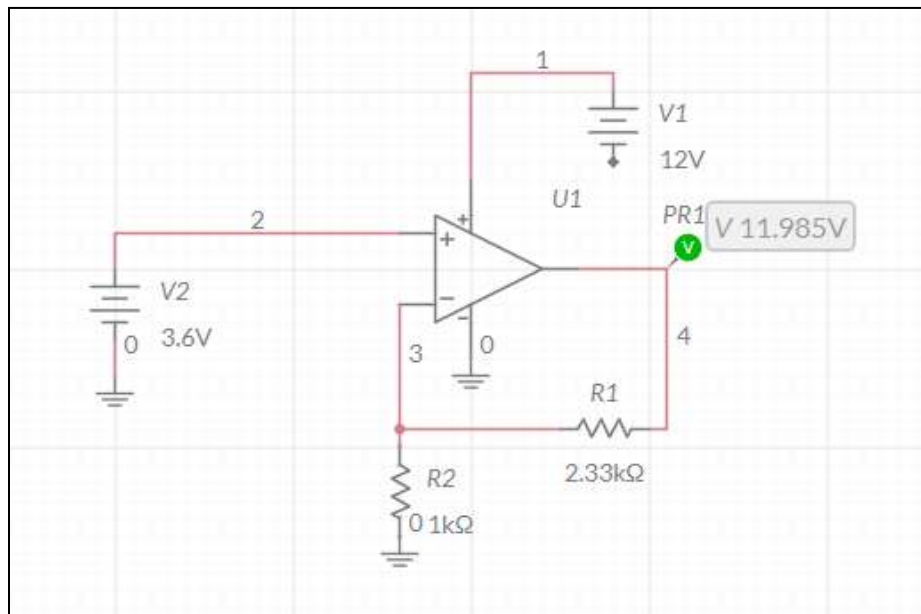 1
V1
12V
U1
PR1
V 11.985V
V
2
+
+
V2
3.6V
0
−
−
0
3
4
R1
2.33kΩ
R2
0
1kΩ